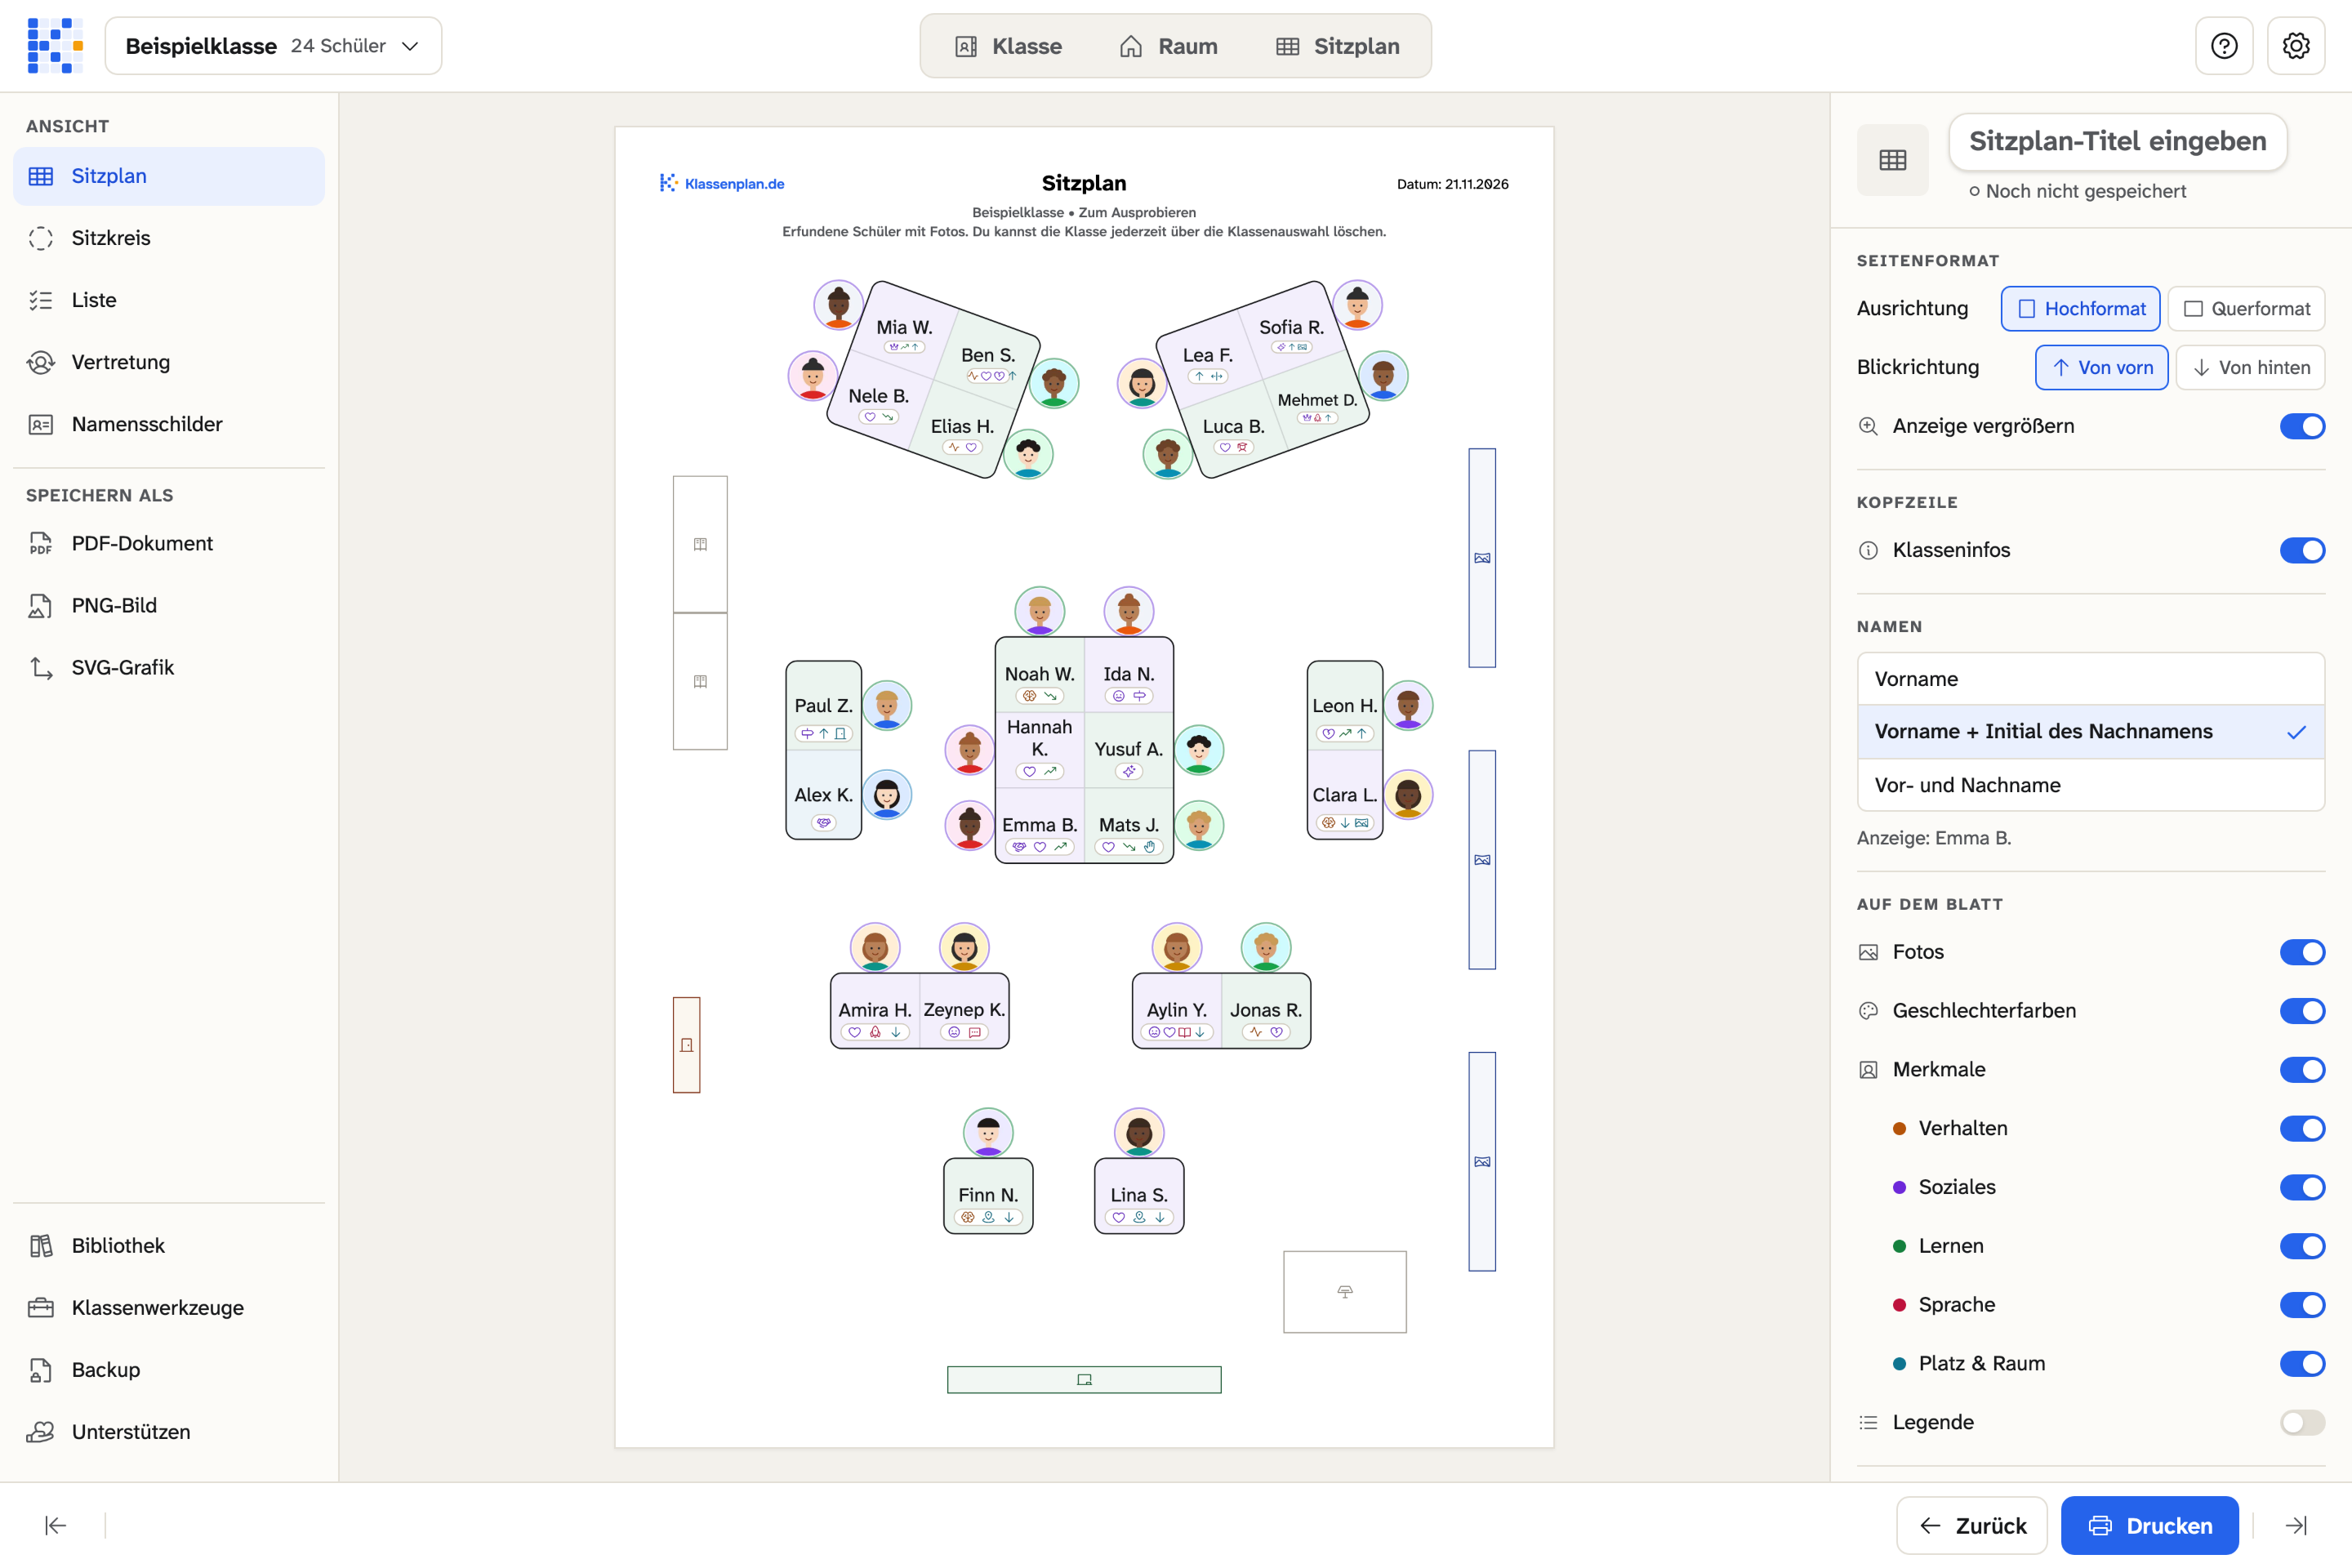 Beispielklasse 24 Schüler
Klasse
Raum
Sitzplan
ANSICHT
Sitzplan
Sitzkreis
Liste
Vertretung
Namensschilder
SPEICHERN ALS
PDF-Dokument
PNG-Bild
SVG-Grafik
Bibliothek
Klassenwerkzeuge
Backup
Unterstützen
Klassenplan.de
Sitzplan
Datum: 21.11.2026
Beispielklasse • Zum Ausprobieren
Erfundene Schüler mit Fotos. Du kannst die Klasse jederzeit über die Klassenauswahl löschen.
Mia W.
Ben S.
Nele B.
Elias H.
Sofia R.
Lea F.
Mehmet D.
Luca B.
Noah W.
Ida N.
Paul Z.
Hannah
K.
Yusuf A.
Leon H.
Alex K.
Emma B.
Mats J.
Clara L.
Amira H.
Zeynep K.
Aylin Y.
Jonas R.
Finn N.
Lina S.
Sitzplan-Titel eingeben
Noch nicht gespeichert
SEITENFORMAT
Ausrichtung
Hochformat
Querformat
Blickrichtung
Von vorn
Von hinten
Anzeige vergrößern
KOPFZEILE
Klasseninfos
NAMEN
Vorname
Vorname + Initial des Nachnamens
Vor- und Nachname
Anzeige: Emma B.
AUF DEM BLATT
Fotos
Geschlechterfarben
Merkmale
Verhalten
Soziales
Lernen
Sprache
Platz & Raum
Legende
Zurück
Drucken